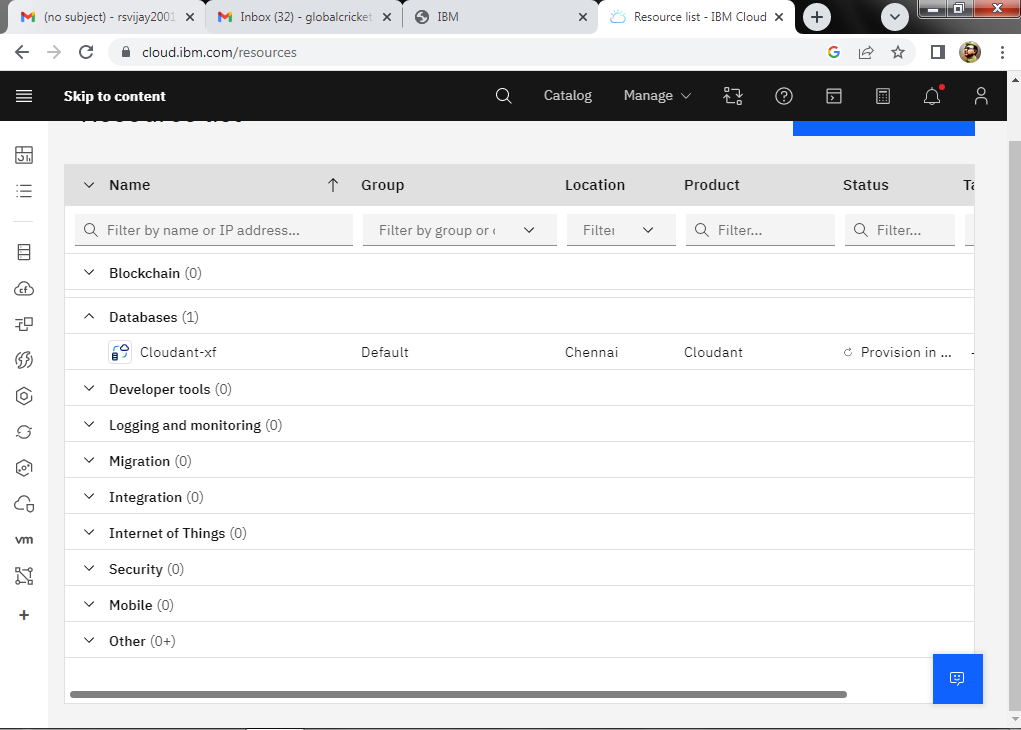 (no subject) - rsvijay2001
Inbox (32) - globalcricket
IBM
Resource list - IBM Cloud
cloud.ibm.com/resources
Skip to content
Catalog
Manage
Name
Group
Location
Product
Status
Filter by name or IP address...
Filter by group or
Filter
Filter...
Filter...
Blockchain (0)
Databases (1)
Cloudant-xf
Default
Chennai
Cloudant
Provision in ...
Developer tools (0)
Logging and monitoring (0)
Migration (0)
Integration (0)
Internet of Things (0)
vm
Security (0)
Mobile (0)
Other (0+)